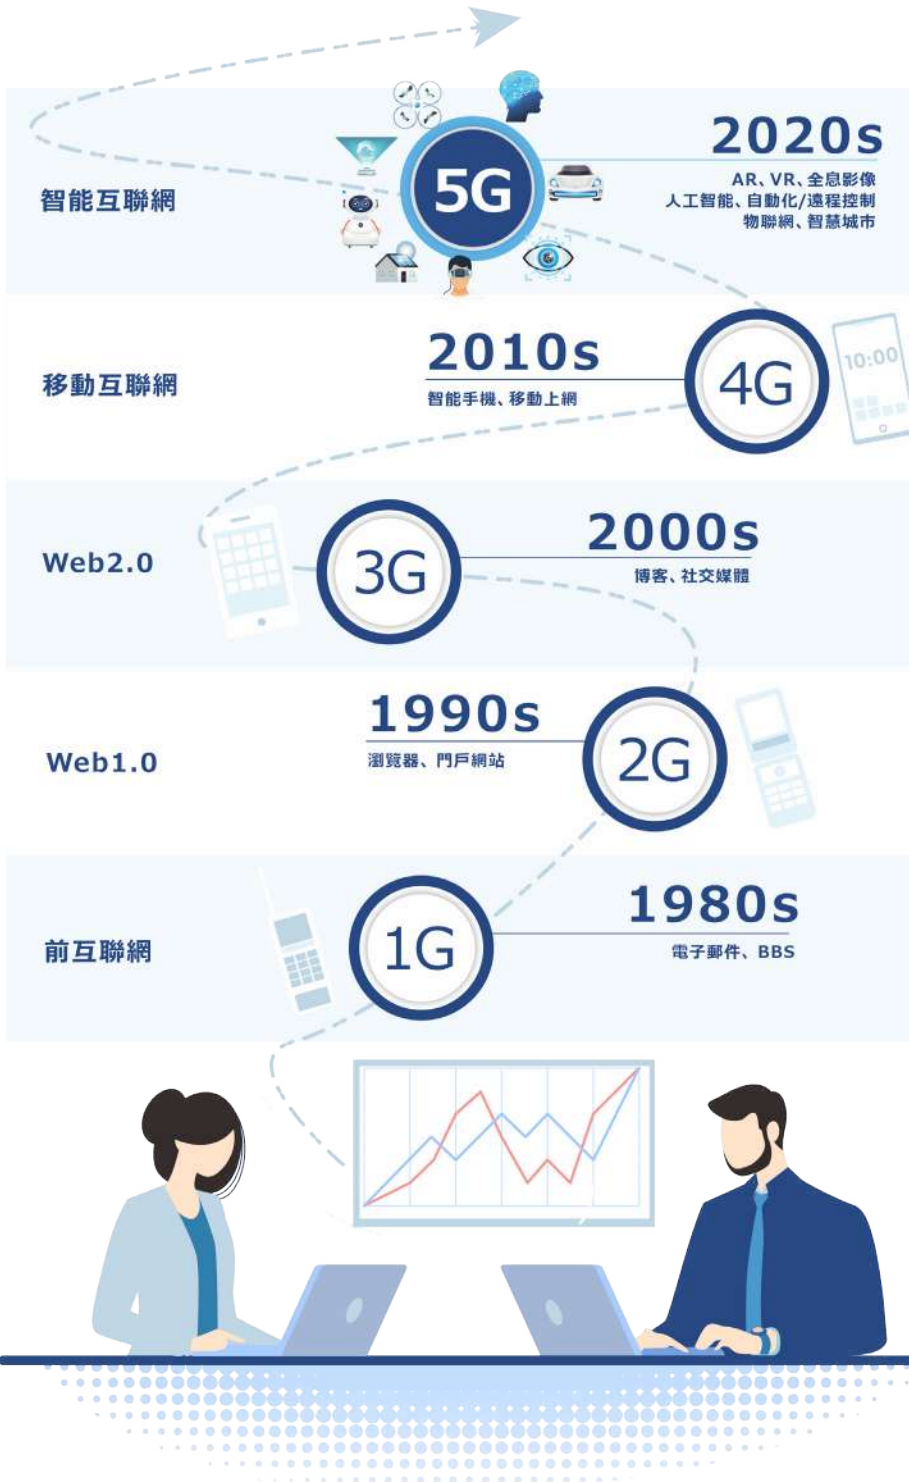 5G
2020s
AR、VR、全息影像
人工智能、自動化/遠程控制
物聯網、智慧城市
智能互聯網
2010s
智能手機、移動上網
4G
10:00
移動互聯網
3G
2000s
博客、社交媒體
Web2.0
1990s
瀏覽器、門戶網站
2G
Web1.0
1G
1980s
電子郵件、BBS
前互聯網